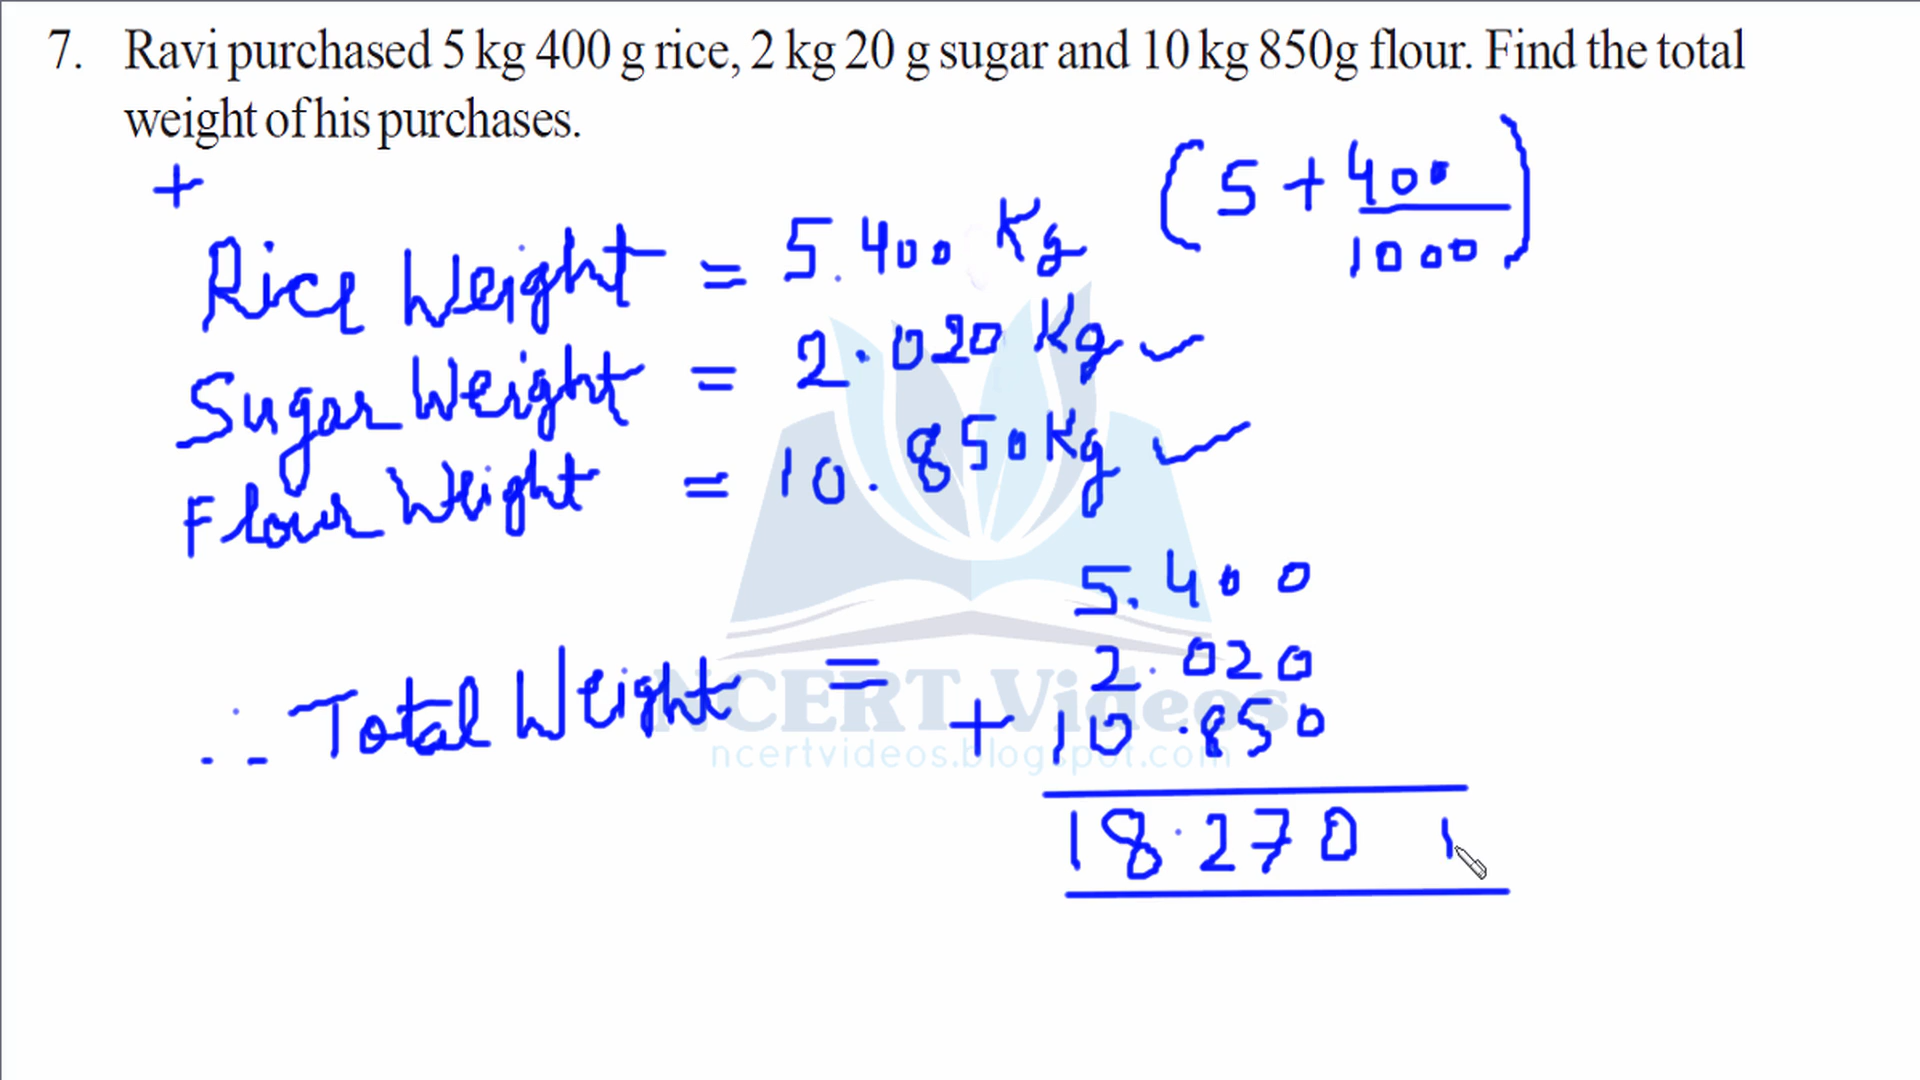 7. Ravi purchased 5 kg 400 g rice, 2 kg 20 g sugar and 10 kg 850g flour. Find the total
weight of his purchases.
+
Rice Weight = 5.400 Kg (5 + 400/1000)
Sugar Weight = 2.020 Kg ✓
Flour Weight = 10.850 Kg ✓
5.400
2.020
∴ Total Weight = + 10.850
18.270
NCERT Videos
ncertvideos.blogspot.com